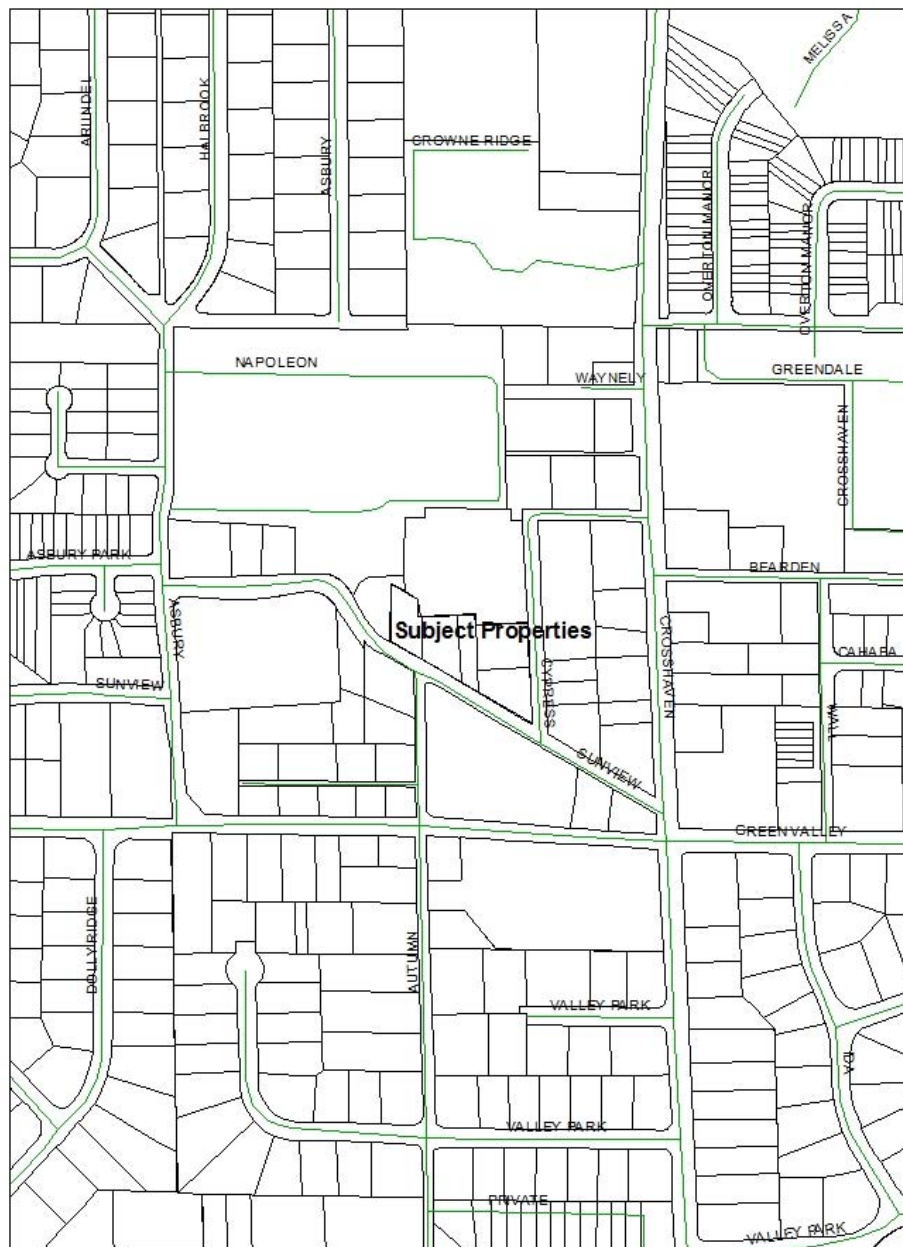 MELISSA
ARUNDEL
HALBROOK
ASBURY
CROWNE RIDGE
OVERTON MANOR
OVERTON MANOR
NAPOLEON
WAYNELY
GREENDALE
CROSSHAVEN
ASBURY PARK
BEARDEN
ASBURY
Subject Properties
CROSSHAVEN
CAHABA
SUNVIEW
CYPRESS
WALL
SUNVIEW
GREENVALLEY
DOLLY RIDGE
AUTUMN
VALLEY PARK
IDA
VALLEY PARK
PRIVATE
VALLEY PARK